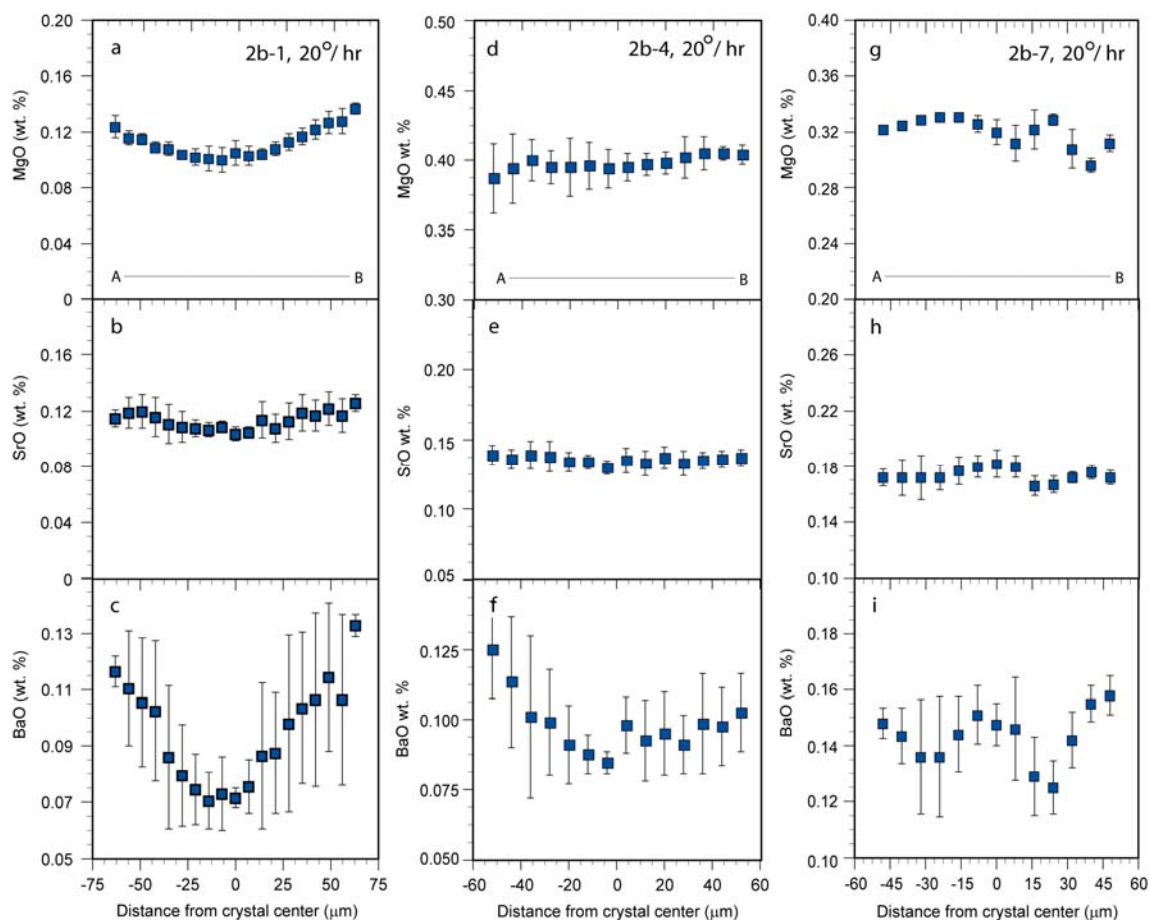 a
2b-1, 20°/ hr
MgO (wt. %)
0.20
0.16
0.12
0.08
0.04
0
A
B
b
SrO (wt. %)
0.16
0.12
0.08
0.04
0
c
BaO (wt. %)
0.13
0.11
0.09
0.07
0.05
-75
-50
-25
0
25
50
75
Distance from crystal center (µm)
d
2b-4, 20°/ hr
MgO wt. %
0.50
0.45
0.40
0.35
0.30
A
B
e
SrO wt. %
0.25
0.20
0.15
0.10
0.05
f
BaO wt. %
0.125
0.100
0.075
0.050
-60
-40
-20
0
20
40
60
Distance from crystal center (µm)
g
2b-7, 20°/ hr
MgO (wt. %)
0.40
0.36
0.32
0.28
0.24
0.20
A
B
h
SrO (wt. %)
0.26
0.22
0.18
0.14
0.10
i
BaO (wt. %)
0.18
0.16
0.14
0.12
0.10
-60
-45
-30
-15
0
15
30
45
60
Distance from crystal center (µm)